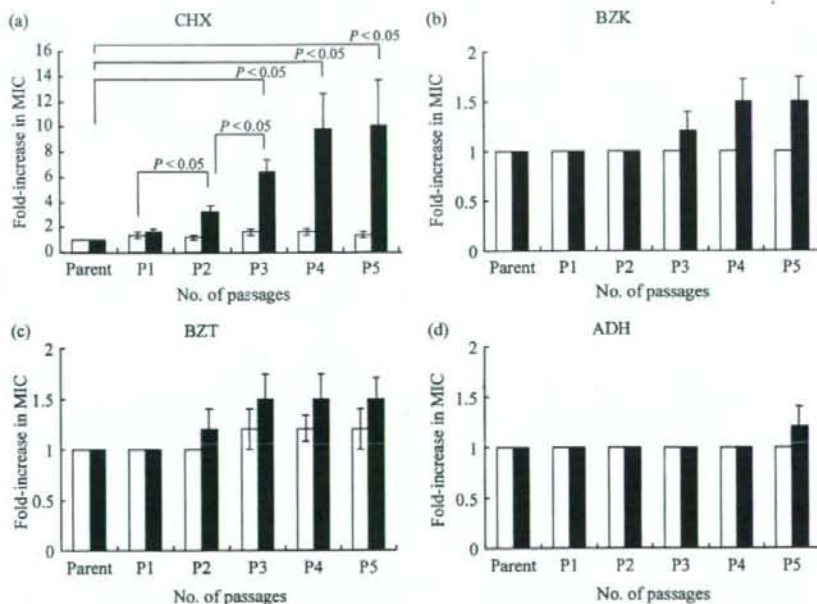 (a) CHX
Fold-increase in MIC
16
14
12
10
8
6
4
2
0
P < 0.05
P < 0.05
P < 0.05
P < 0.05
P < 0.05
Parent P1 P2 P3 P4 P5
No. of passages
(b) BZK
Fold-increase in MIC
2
1.5
1
0.5
0
Parent P1 P2 P3 P4 P5
No. of passages
(c) BZT
Fold-increase in MIC
2
1.5
1
0.5
0
Parent P1 P2 P3 P4 P5
No. of passages
(d) ADH
Fold-increase in MIC
2
1.5
1
0.5
0
Parent P1 P2 P3 P4 P5
No. of passages